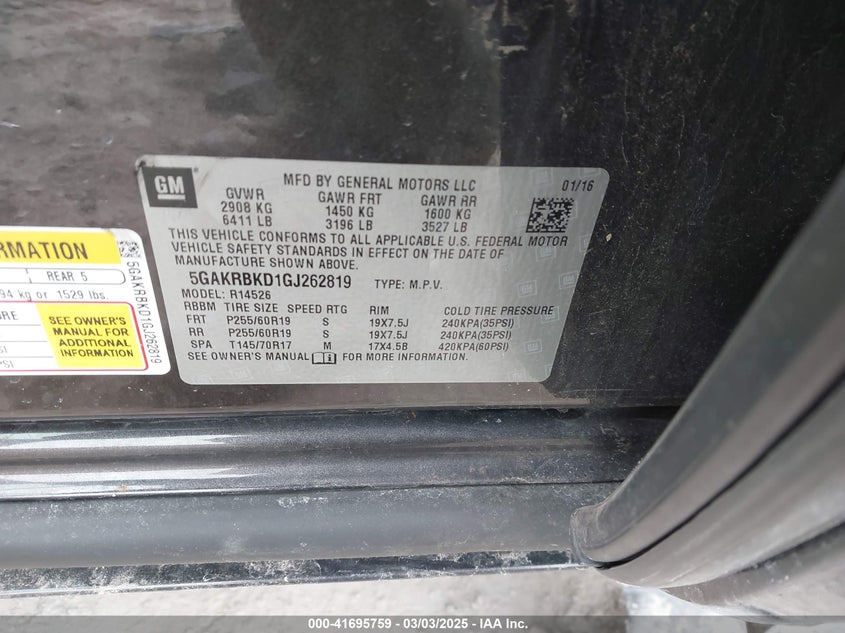 GM
MFD BY GENERAL MOTORS LLC 01/16
GVWR GAWR FRT GAWR RR
2908 KG 1450 KG 1600 KG
6411 LB 3196 LB 3527 LB
THIS VEHICLE CONFORMS TO ALL APPLICABLE U.S. FEDERAL MOTOR
VEHICLE SAFETY STANDARDS IN EFFECT ON THE DATE OF
MANUFACTURE SHOWN ABOVE.
5GAKRBKD1GJ262819 TYPE: M.P.V.
MODEL: R14526
RBBM TIRE SIZE SPEED RTG RIM COLD TIRE PRESSURE
FRT P255/60R19 S 19X7.5J 240KPA(35PSI)
RR P255/60R19 S 19X7.5J 240KPA(35PSI)
SPA T145/70R17 M 17X4.5B 420KPA(60PSI)
SEE OWNER'S MANUAL FOR MORE INFORMATION.
REAR 5
or 1529 lbs.
SEE OWNER'S
MANUAL FOR
ADDITIONAL
INFORMATION
5GAKRBKD1GJ262819
000-41695759 - 03/03/2025 - IAA Inc.